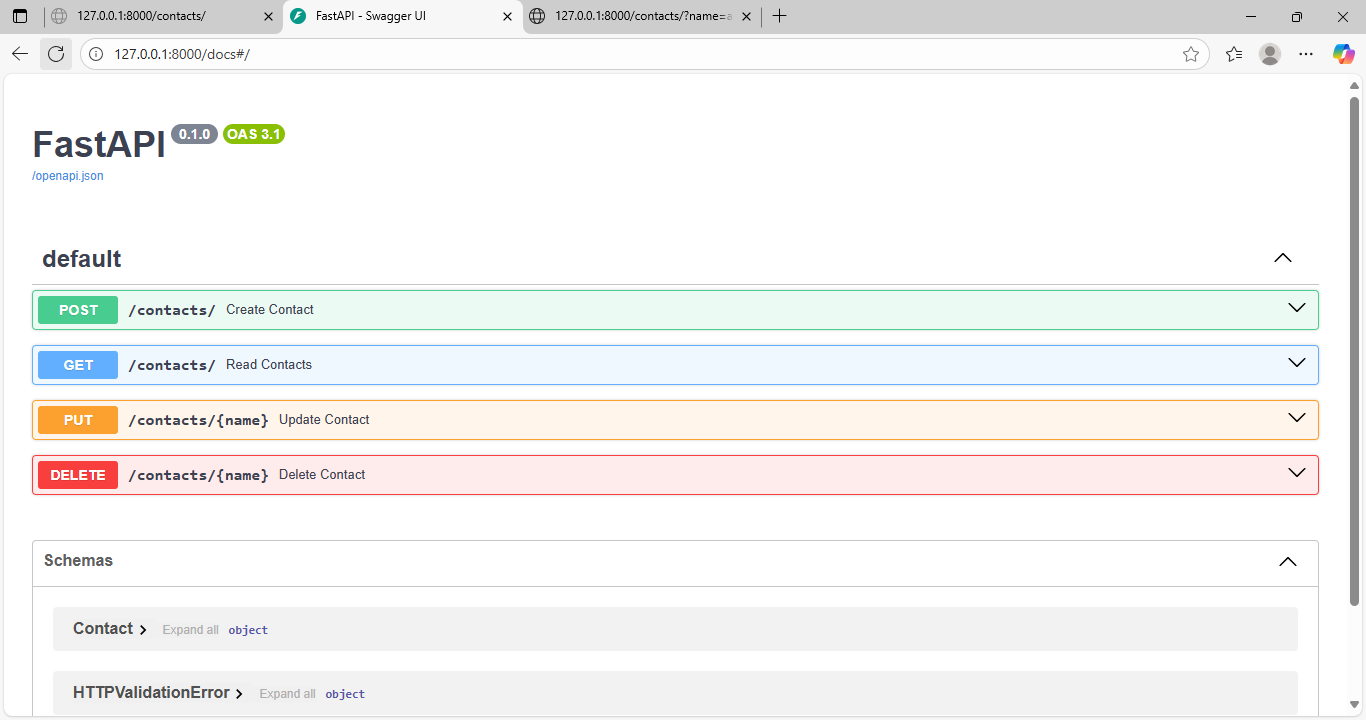 127.0.0.1:8000/contacts/
FastAPI - Swagger UI
127.0.0.1:8000/contacts/?name=a
127.0.0.1:8000/docs#/
FastAPI 0.1.0 OAS 3.1
/openapi.json
default
POST /contacts/ Create Contact
GET /contacts/ Read Contacts
PUT /contacts/{name} Update Contact
DELETE /contacts/{name} Delete Contact
Schemas
Contact Expand all object
HTTPValidationError Expand all object